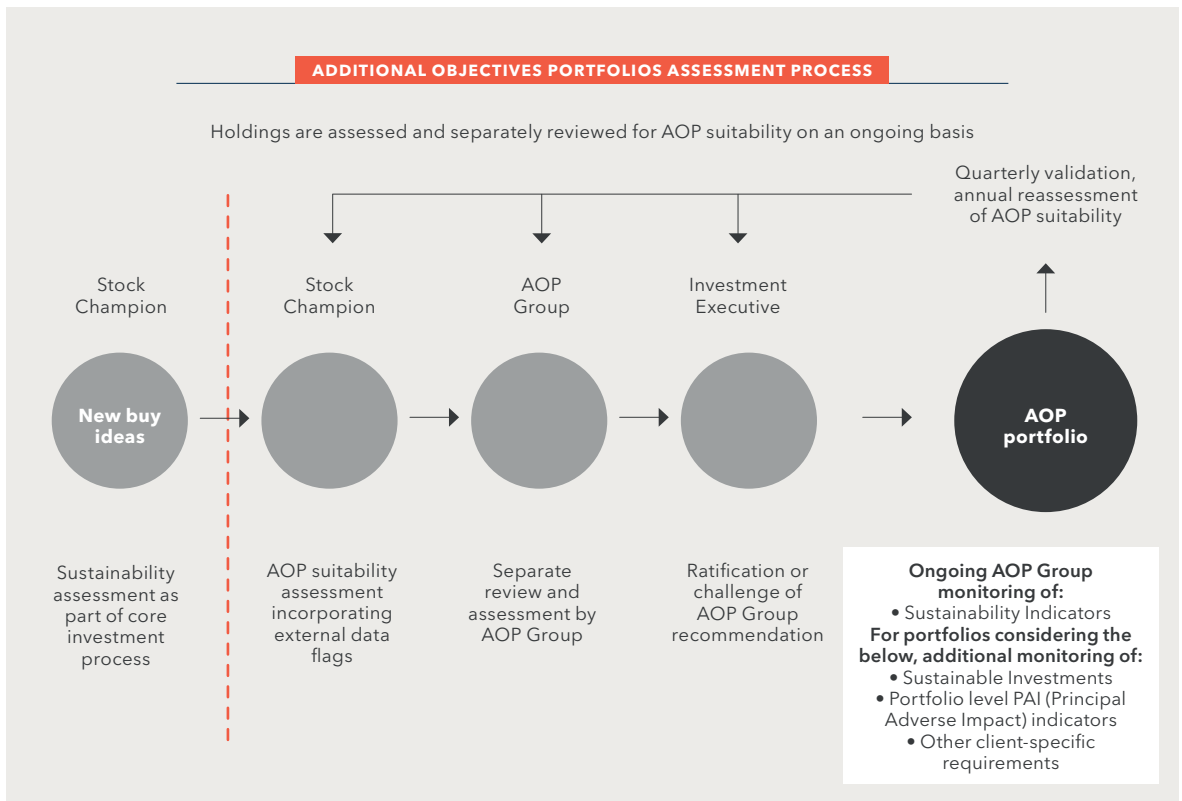 ADDITIONAL OBJECTIVES PORTFOLIOS ASSESSMENT PROCESS
Holdings are assessed and separately reviewed for AOP suitability on an ongoing basis
Quarterly validation,
annual reassessment
of AOP suitability
Stock
Champion
Stock
Champion
AOP
Group
Investment
Executive
New buy
ideas
AOP
portfolio
Sustainability
assessment as
part of core
investment
process
AOP suitability
assessment
incorporating
external data
flags
Separate
review and
assessment by
AOP Group
Ratification or
challenge of
AOP Group
recommendation
Ongoing AOP Group
monitoring of:
• Sustainability Indicators
For portfolios considering the
below, additional monitoring of:
• Sustainable Investments
• Portfolio level PAI (Principal
Adverse Impact) indicators
• Other client-specific
requirements